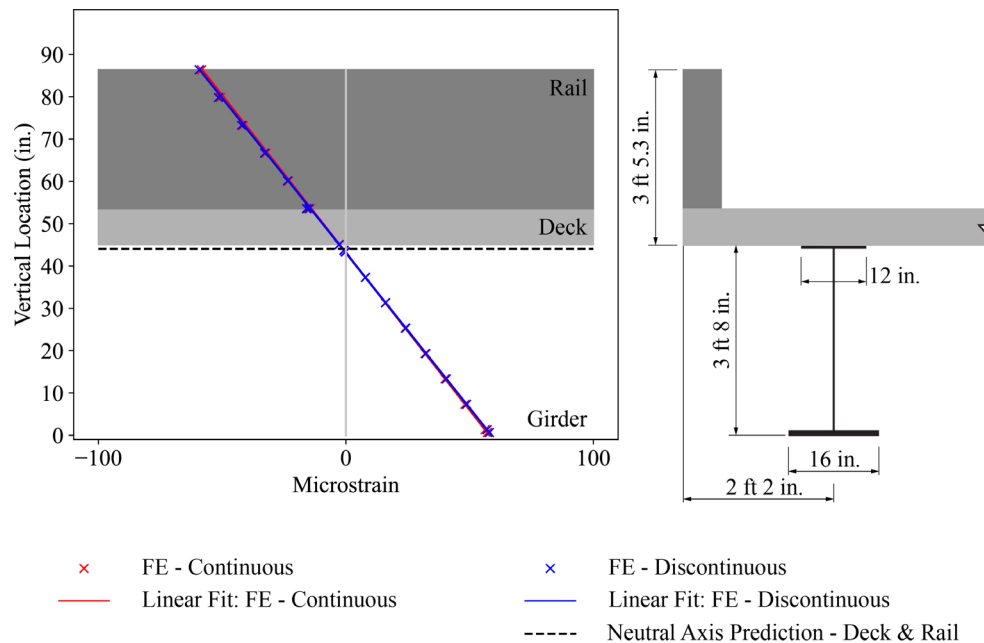 90
80
70
60
50
40
30
20
10
0
Vertical Location (in.)
Rail
Deck
Girder
−100
0
100
Microstrain
3 ft 5.3 in.
12 in.
3 ft 8 in.
16 in.
2 ft 2 in.
FE - Continuous
FE - Discontinuous
Linear Fit: FE - Continuous
Linear Fit: FE - Discontinuous
Neutral Axis Prediction - Deck & Rail